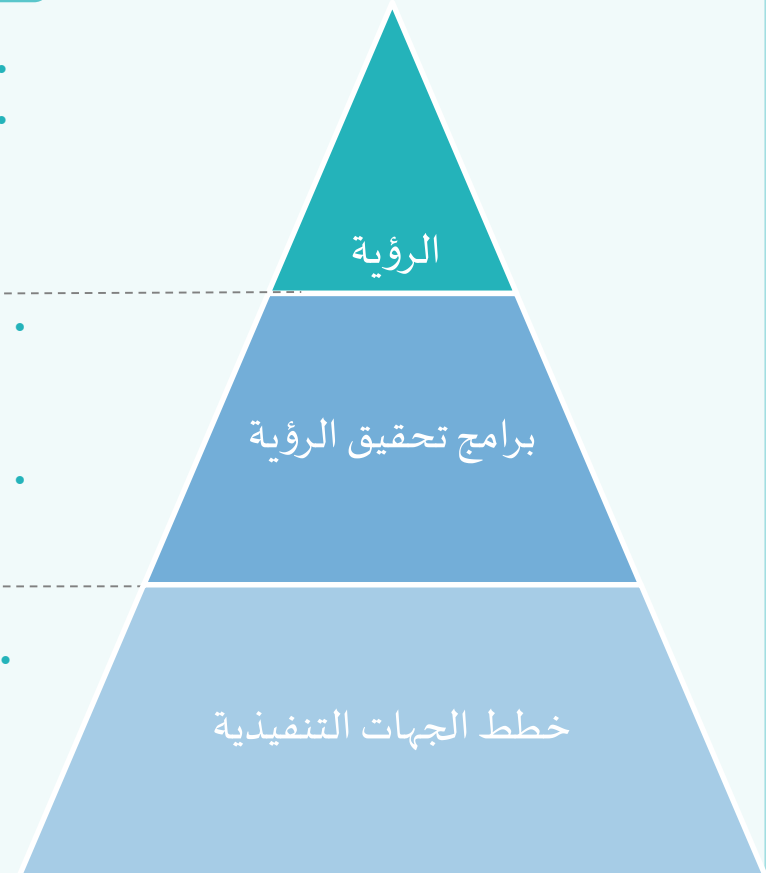 الرؤية
برامج تحقيق الرؤية
خطط الجهات التنفيذية